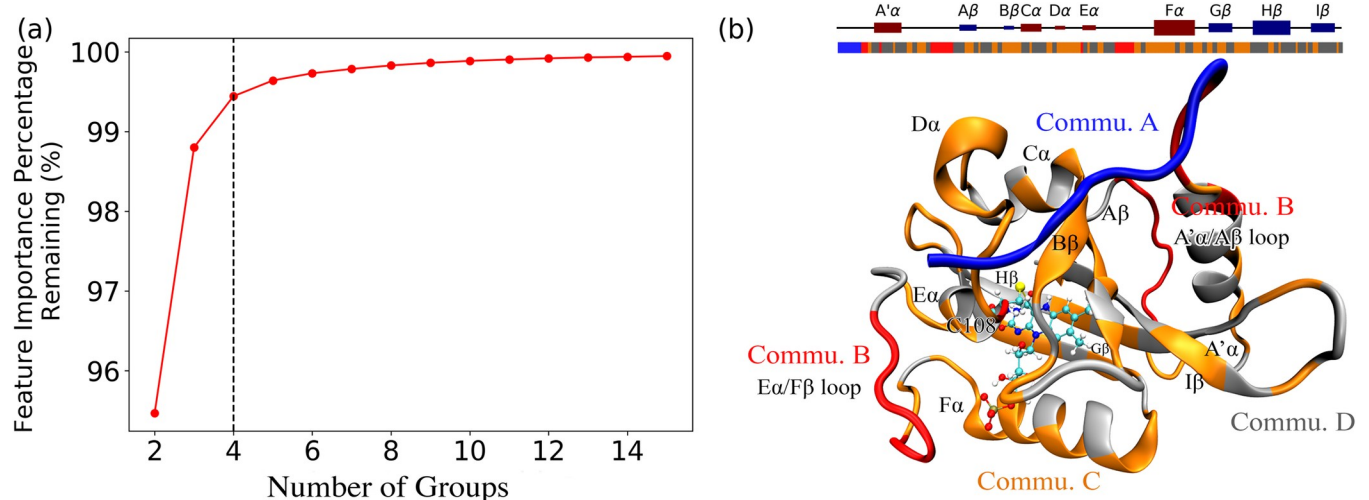 (a)
100
99
98
97
96
Feature Importance Percentage
Remaining (%)
2 4 6 8 10 12 14
Number of Groups
(b)
A'α Aβ Bβ Cα Dα Eα Fα Gβ Hβ Iβ
Commu. A
Dα
Cα
Aβ
Commu. B
A'α/Aβ loop
Bβ
Hβ
Eα
C108
Gβ
A'α
Iβ
Commu. B
Eα/Fβ loop
Fα
Commu. D
Commu. C